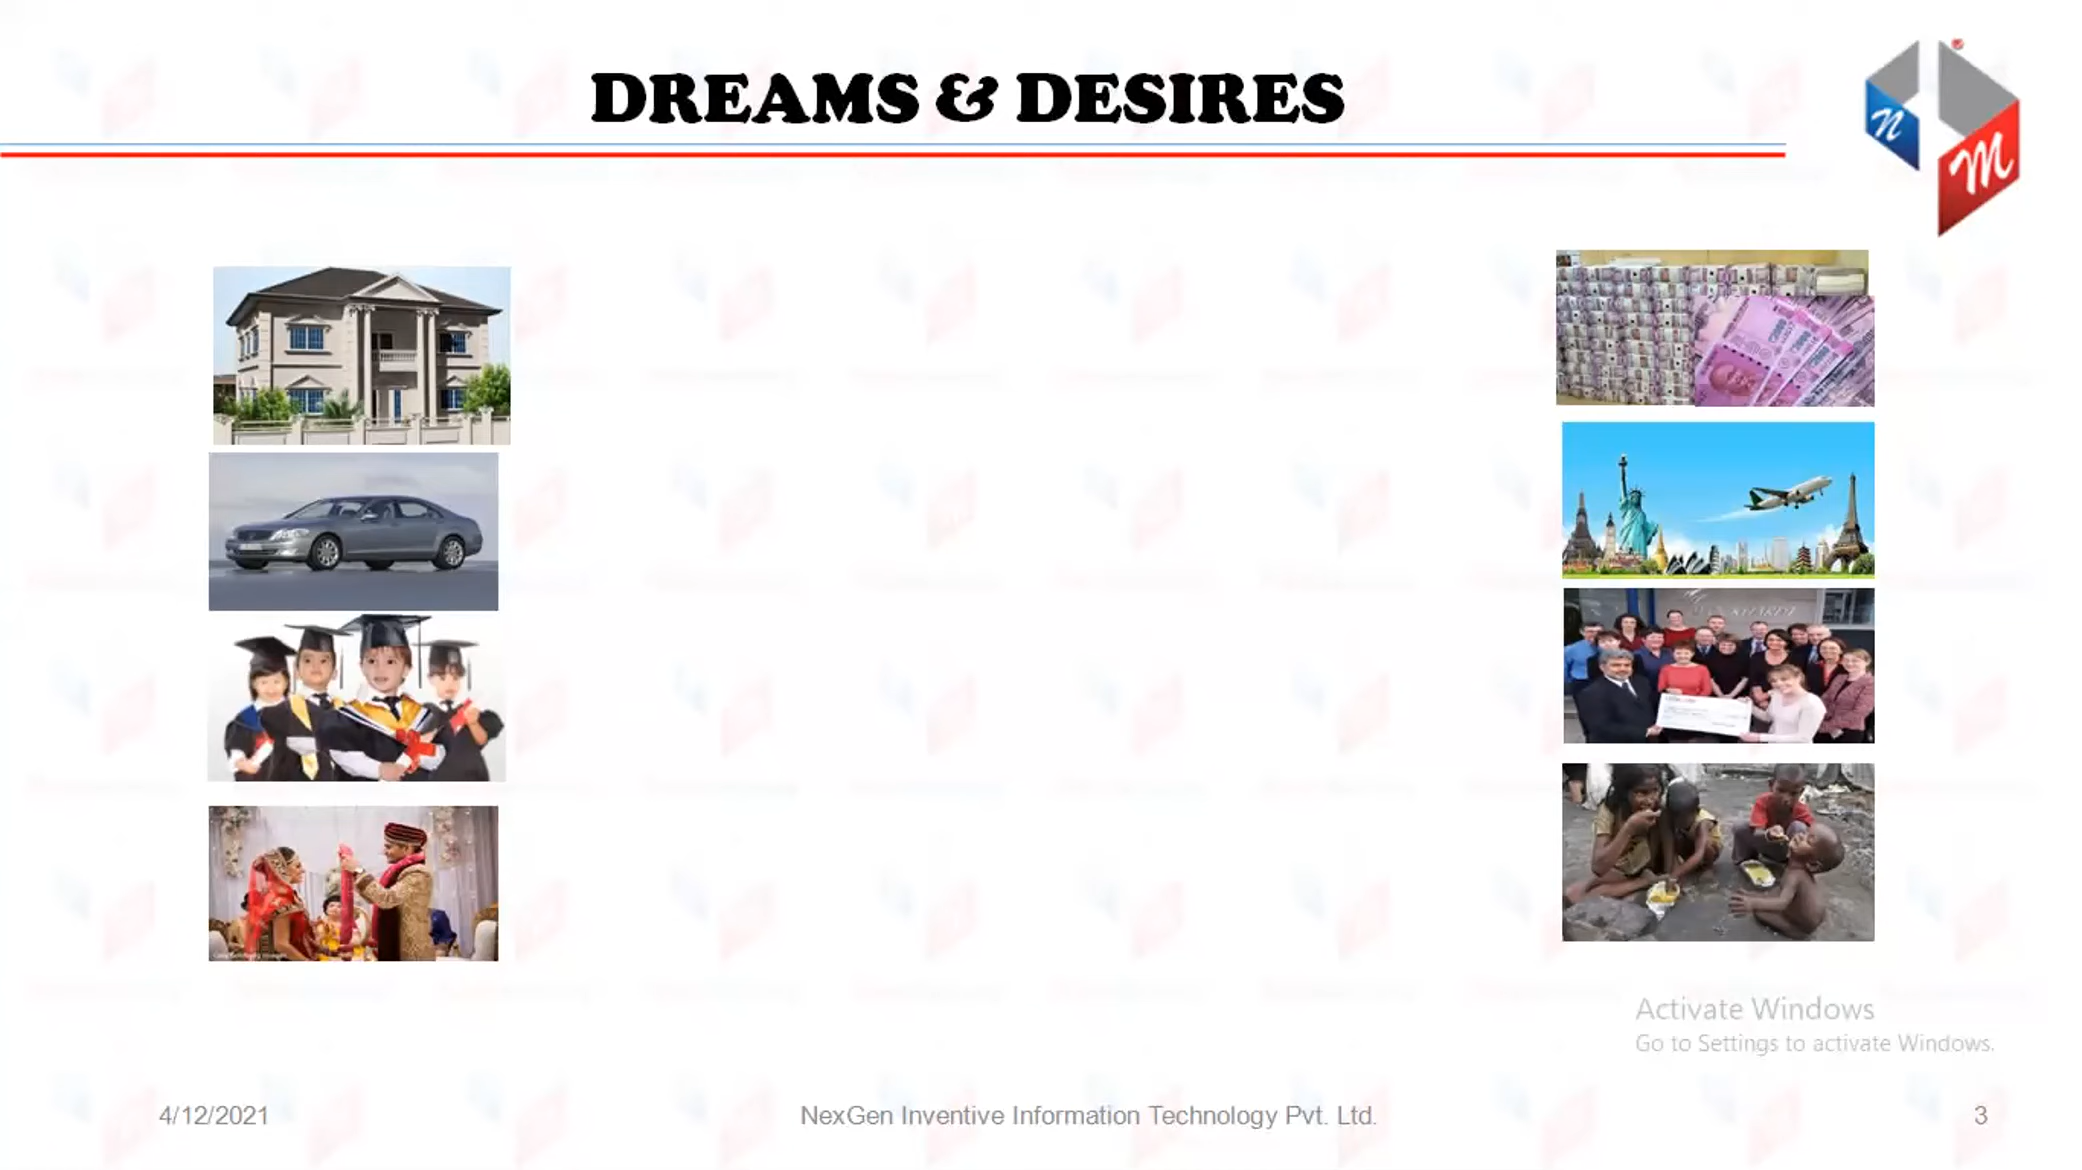 DREAMS & DESIRES
n
M
Activate Windows
Go to Settings to activate Windows.
4/12/2021
NexGen Inventive Information Technology Pvt. Ltd.
3